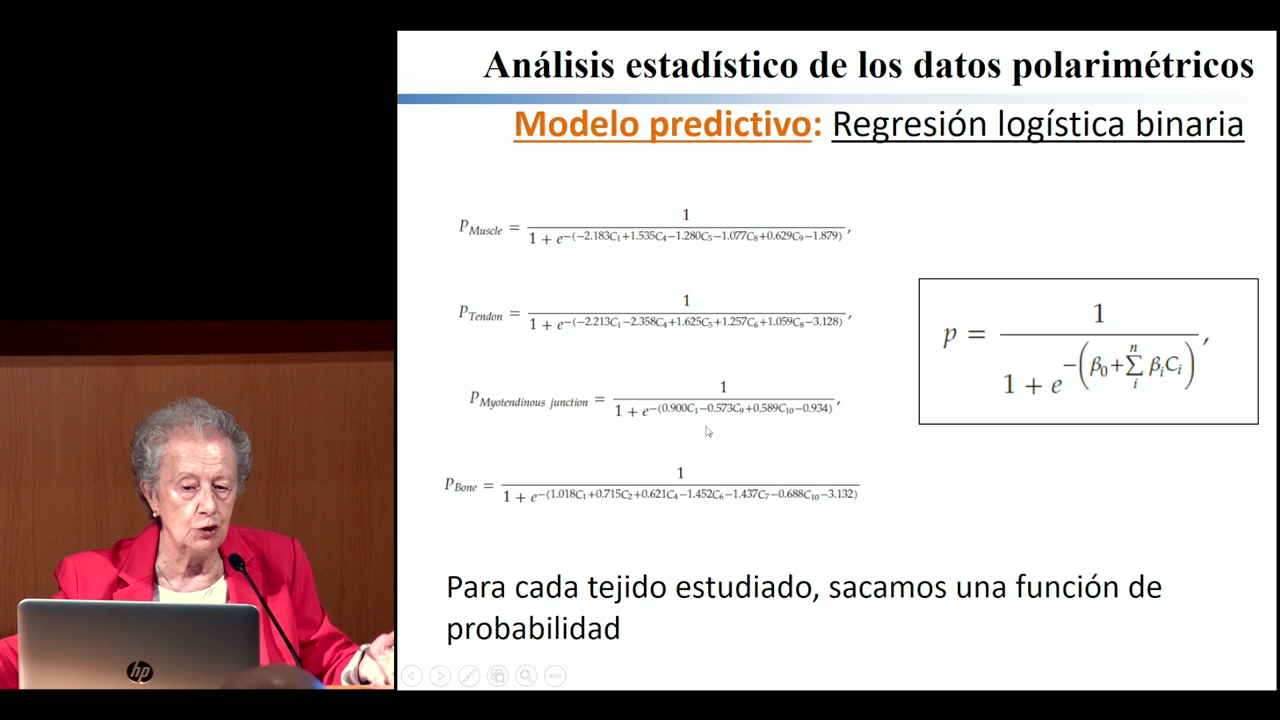 Análisis estadístico de los datos polarimétricos
Modelo predictivo: Regresión logística binaria
P_Muscle = 1 / (1 + e^−(−2.183C₁+1.535C₄−1.280C₅−1.077C₈+0.629C₉−1.879)),
P_Tendon = 1 / (1 + e^−(−2.213C₁−2.358C₄+1.625C₅+1.257C₆+1.059C₈−3.128)),
P_Myotendinous junction = 1 / (1 + e^−(0.900C₁−0.573C₉+0.589C₁₀−0.934)),
P_Bone = 1 / (1 + e^−(1.018C₁+0.715C₂+0.621C₄−1.452C₆−1.437C₇−0.688C₁₀−3.132))
p = 1 / (1 + e^−(β₀+∑ᵢⁿ βᵢCᵢ)),
Para cada tejido estudiado, sacamos una función de
probabilidad
hp